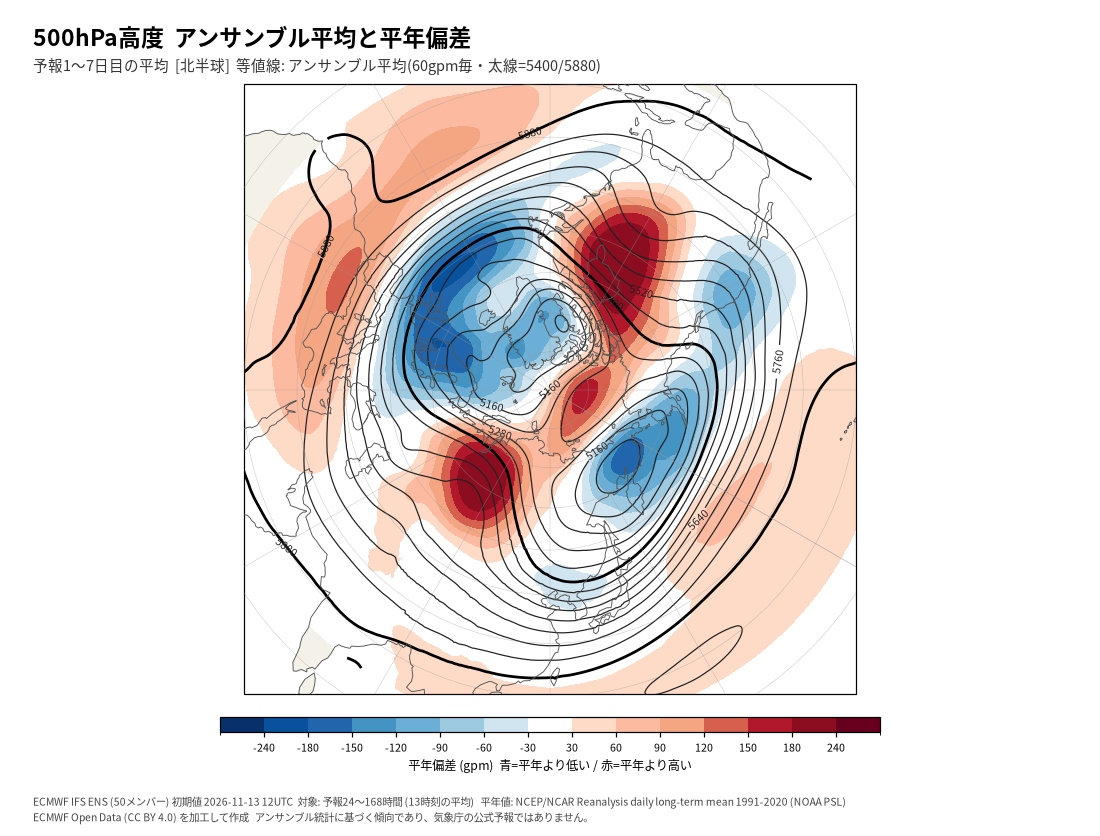 500hPa高度 アンサンブル平均と平年偏差
予報1～7日目の平均 [北半球] 等値線: アンサンブル平均(60gpm毎・太線=5400/5880)
5880
5880
5520
5760
5160
5160
5280
5160
5640
5880
-240 -180 -150 -120 -90 -60 -30 30 60 90 120 150 180 240
平年偏差 (gpm) 青=平年より低い / 赤=平年より高い
ECMWF IFS ENS (50メンバー) 初期値 2026-11-13 12UTC 対象: 予報24～168時間 (13時刻の平均) 平年値: NCEP/NCAR Reanalysis daily long-term mean 1991-2020 (NOAA PSL)
ECMWF Open Data (CC BY 4.0) を加工して作成 アンサンブル統計に基づく傾向であり、気象庁の公式予報ではありません。